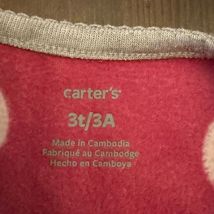 carter's
3t/3A
Made in Cambodia
Fabriqué au Cambodge
Hecho en Camboya